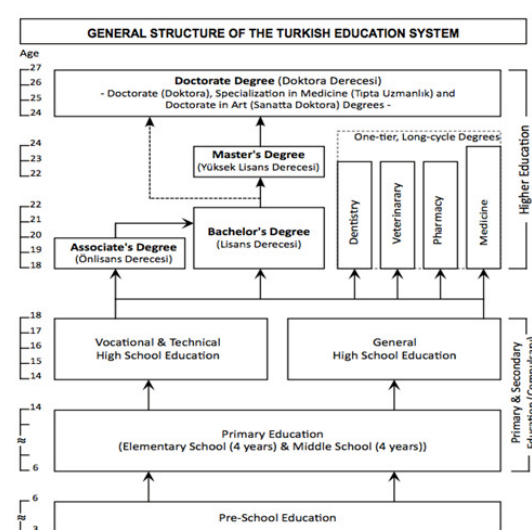 GENERAL STRUCTURE OF THE TURKISH EDUCATION SYSTEM
Age
27
26
25
24
Doctorate Degree (Doktora Derecesi)
- Doctorate (Doktora), Specialization in Medicine (Tıpta Uzmanlık) and
Doctorate in Art (Sanatta Doktora) Degrees -
24
23
22
Master's Degree
(Yüksek Lisans Derecesi)
One-tier, Long-cycle Degrees
Dentistry
Veterinarary
Pharmacy
Medicine
Higher Education
22
21
20
19
18
Bachelor's Degree
(Lisans Derecesi)
Associate's Degree
(Önlisans Derecesi)
18
17
16
15
14
Vocational & Technical
High School Education
General
High School Education
Primary & Secondary
Education (Compulsary)
14
6
Primary Education
(Elementary School (4 years) & Middle School (4 years))
6
3
Pre-School Education